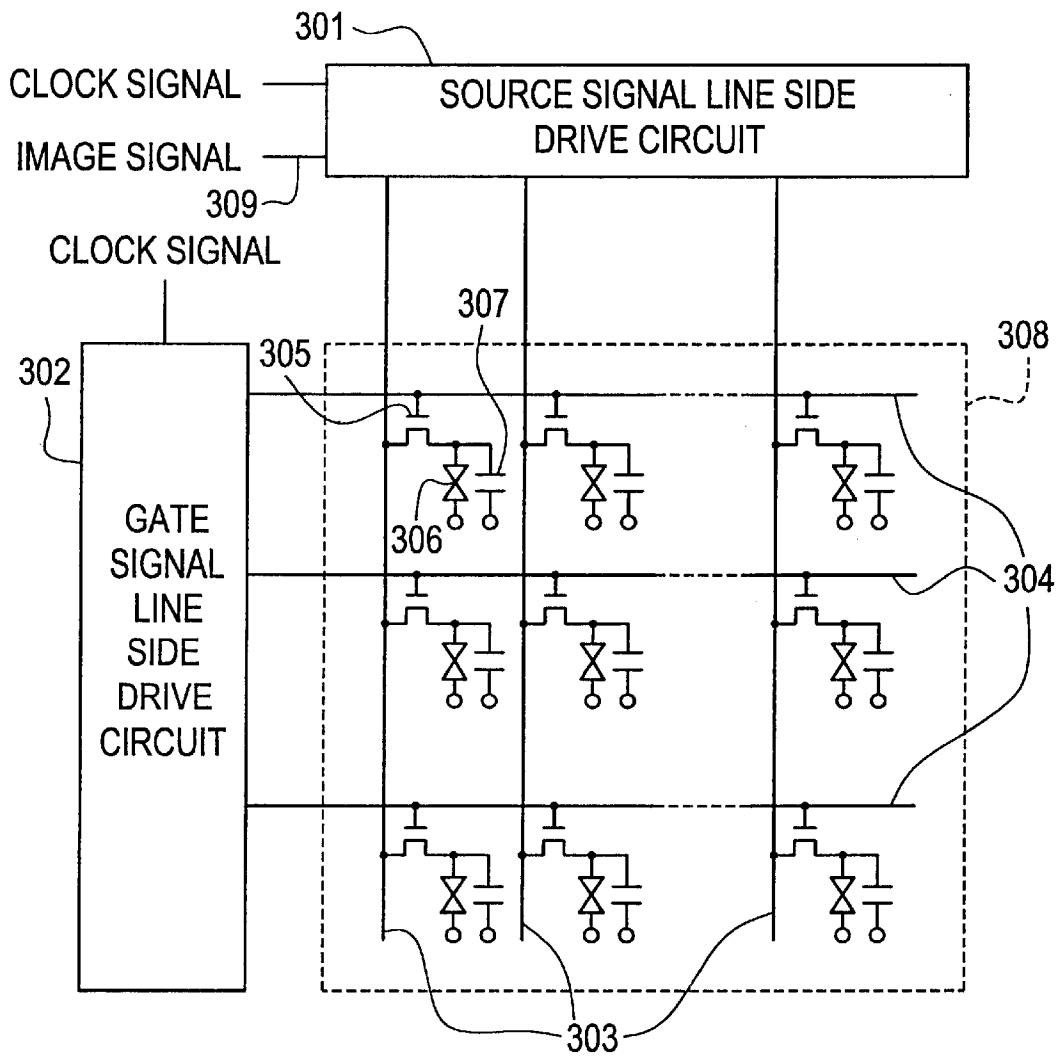 301
CLOCK SIGNAL
SOURCE SIGNAL LINE SIDE
DRIVE CIRCUIT
IMAGE SIGNAL
309
CLOCK SIGNAL
307
305
308
302
306
GATE
SIGNAL
LINE
SIDE
DRIVE
CIRCUIT
304
303